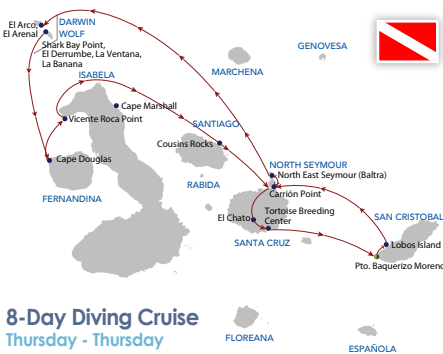 El Arco,
El Arenal
DARWIN
WOLF
Shark Bay Point,
El Derrumbe, La Ventana,
La Banana
ISABELA
MARCHENA
GENOVESA
Cape Marshall
Vicente Roca Point
SANTIAGO
Cousins Rocks
Cape Douglas
FERNANDINA
RABIDA
NORTH SEYMOUR
North East Seymour (Baltra)
Carrión Point
El Chato
Tortoise Breeding
Center
SANTA CRUZ
SAN CRISTOBAL
Lobos Island
Pto. Baquerizo Moreno
8-Day Diving Cruise
Thursday - Thursday
FLOREANA
ESPAÑOLA